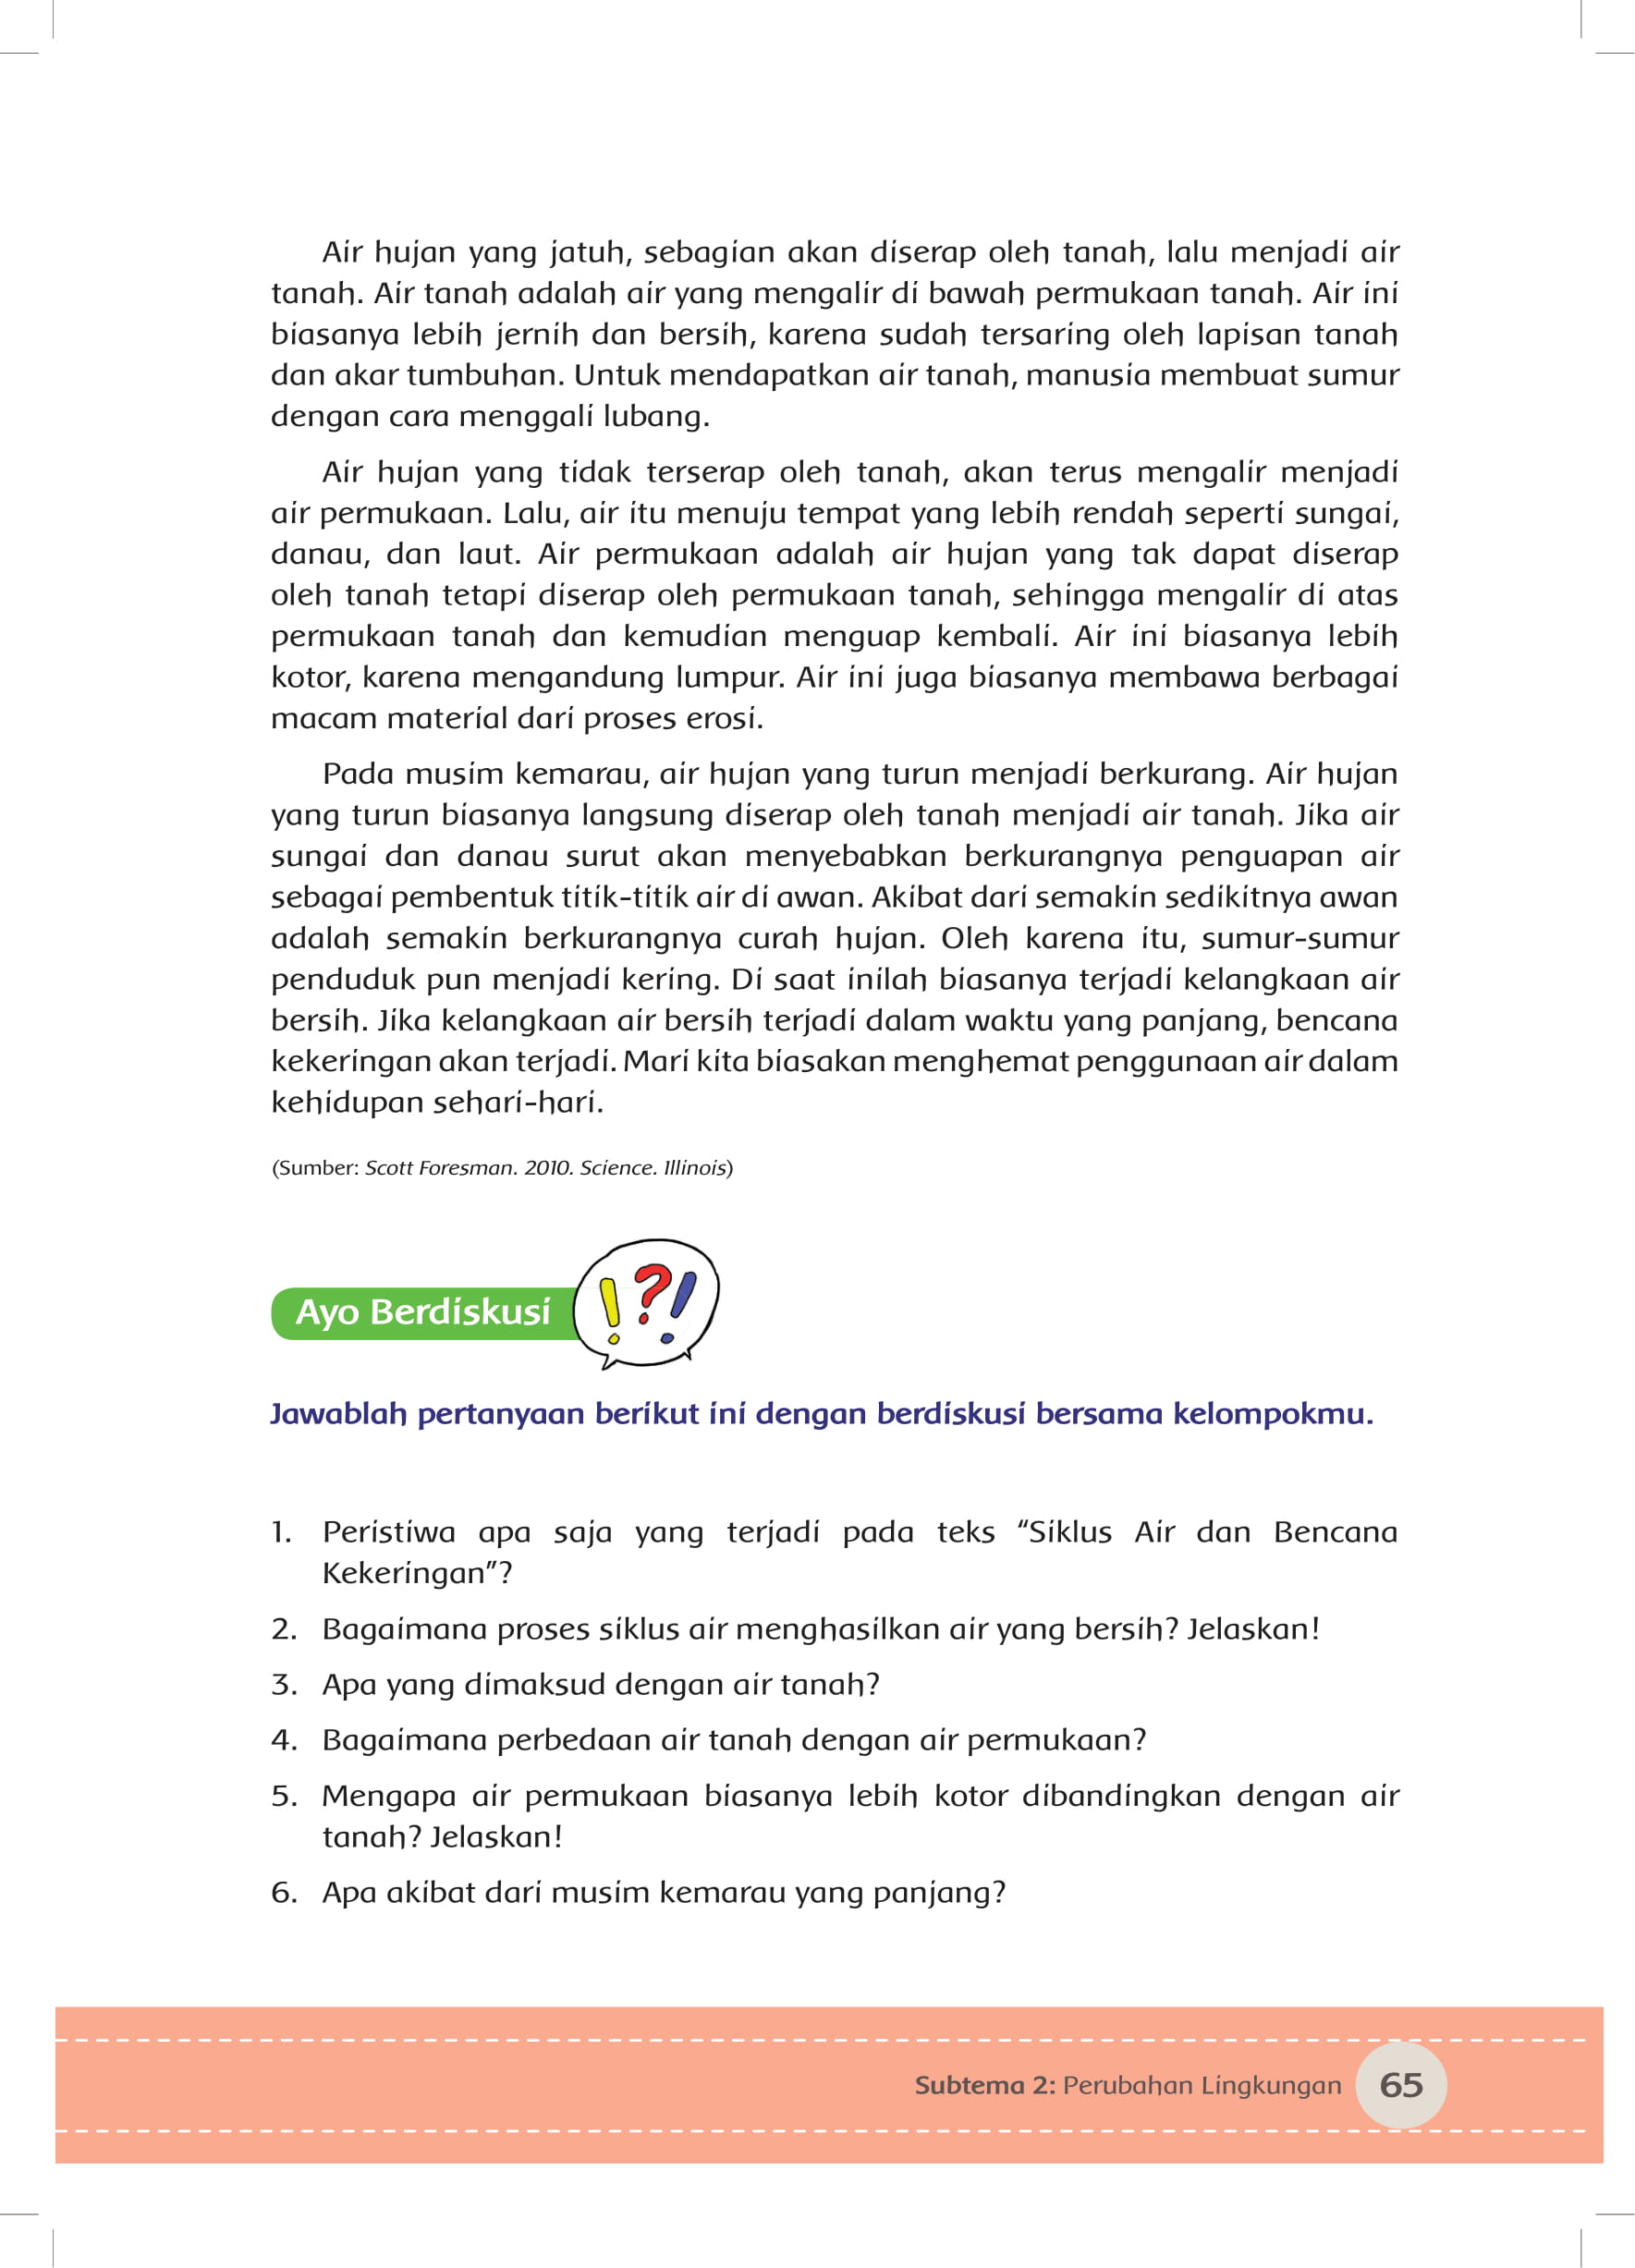 Air hujan yang jatuh, sebagian akan diserap oleh tanah, lalu menjadi air
tanah. Air tanah adalah air yang mengalir di bawah permukaan tanah. Air ini
biasanya lebih jernih dan bersih, karena sudah tersaring oleh lapisan tanah
dan akar tumbuhan. Untuk mendapatkan air tanah, manusia membuat sumur
dengan cara menggali lubang.
Air hujan yang tidak terserap oleh tanah, akan terus mengalir menjadi
air permukaan. Lalu, air itu menuju tempat yang lebih rendah seperti sungai,
danau, dan laut. Air permukaan adalah air hujan yang tak dapat diserap
oleh tanah tetapi diserap oleh permukaan tanah, sehingga mengalir di atas
permukaan tanah dan kemudian menguap kembali. Air ini biasanya lebih
kotor, karena mengandung lumpur. Air ini juga biasanya membawa berbagai
macam material dari proses erosi.
Pada musim kemarau, air hujan yang turun menjadi berkurang. Air hujan
yang turun biasanya langsung diserap oleh tanah menjadi air tanah. Jika air
sungai dan danau surut akan menyebabkan berkurangnya penguapan air
sebagai pembentuk titik-titik air di awan. Akibat dari semakin sedikitnya awan
adalah semakin berkurangnya curah hujan. Oleh karena itu, sumur-sumur
penduduk pun menjadi kering. Di saat inilah biasanya terjadi kelangkaan air
bersih. Jika kelangkaan air bersih terjadi dalam waktu yang panjang, bencana
kekeringan akan terjadi. Mari kita biasakan menghemat penggunaan air dalam
kehidupan sehari-hari.
(Sumber: Scott Foresman. 2010. Science. Illinois)
Ayo Berdiskusi
! ? !
Jawablah pertanyaan berikut ini dengan berdiskusi bersama kelompokmu.
1. Peristiwa apa saja yang terjadi pada teks “Siklus Air dan Bencana
Kekeringan”?
2. Bagaimana proses siklus air menghasilkan air yang bersih? Jelaskan!
3. Apa yang dimaksud dengan air tanah?
4. Bagaimana perbedaan air tanah dengan air permukaan?
5. Mengapa air permukaan biasanya lebih kotor dibandingkan dengan air
tanah? Jelaskan!
6. Apa akibat dari musim kemarau yang panjang?
Subtema 2: Perubahan Lingkungan 65